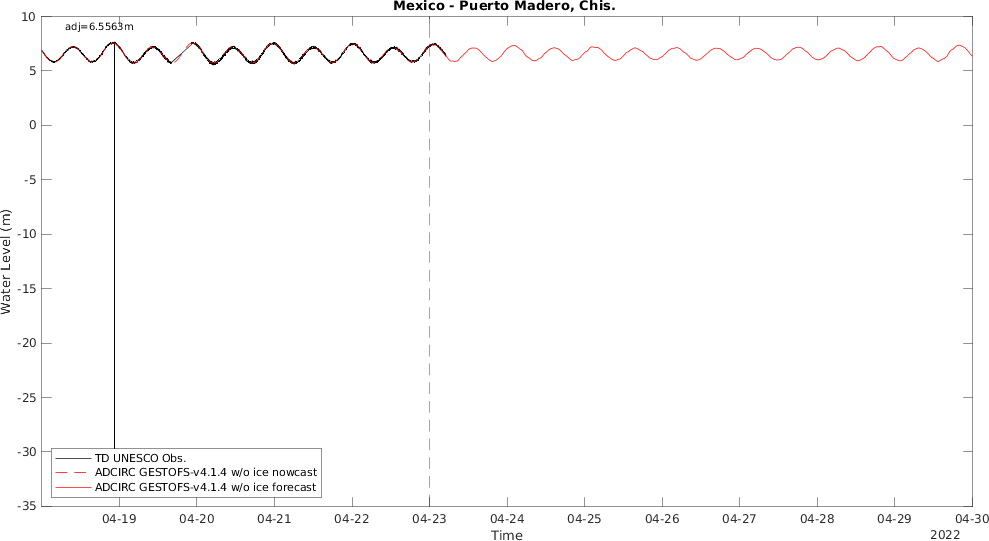 Mexico - Puerto Madero, Chis.
adj=6.5563m
10
5
0
-5
-10
-15
-20
-25
-30
-35
Water Level (m)
TD UNESCO Obs.
ADCIRC GESTOFS-v4.1.4 w/o ice nowcast
ADCIRC GESTOFS-v4.1.4 w/o ice forecast
04-19 04-20 04-21 04-22 04-23 04-24 04-25 04-26 04-27 04-28 04-29 04-30
Time
2022